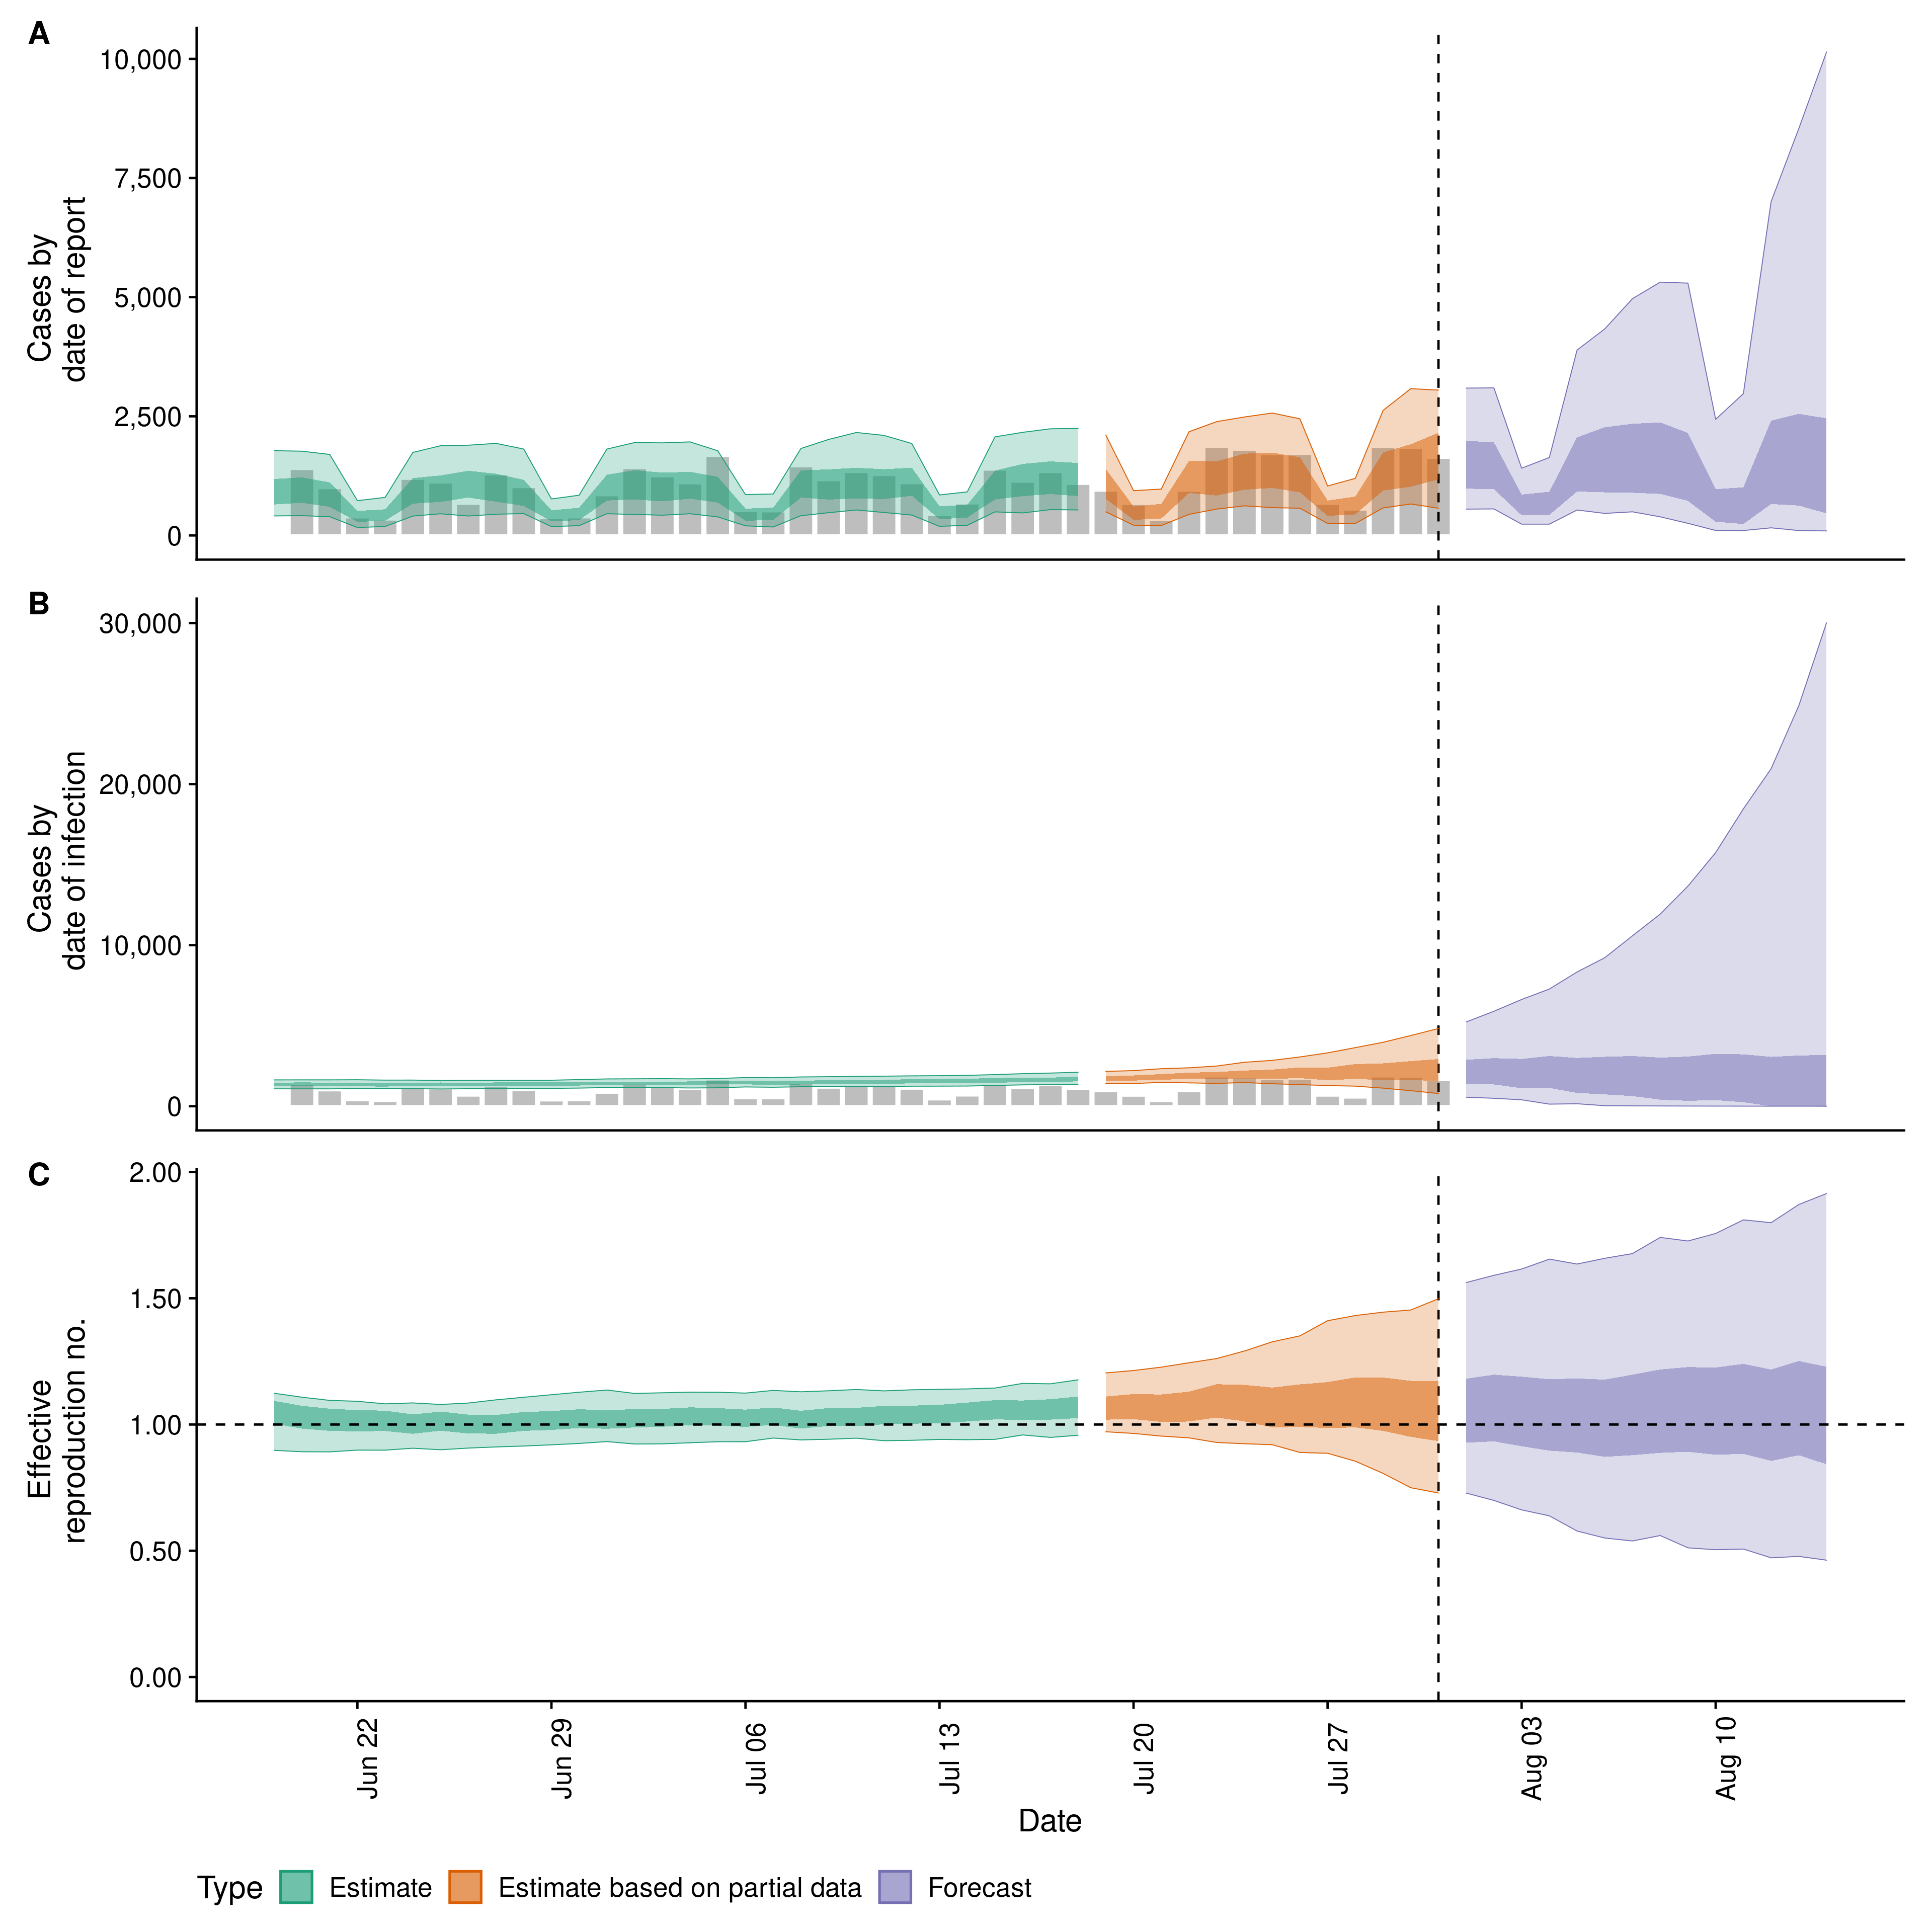 A
Cases by
date of report
10,000
7,500
5,000
2,500
0
B
Cases by
date of infection
30,000
20,000
10,000
0
C
Effective
reproduction no.
2.00
1.50
1.00
0.50
0.00
Jun 22
Jun 29
Jul 06
Jul 13
Jul 20
Jul 27
Aug 03
Aug 10
Date
Type Estimate Estimate based on partial data Forecast